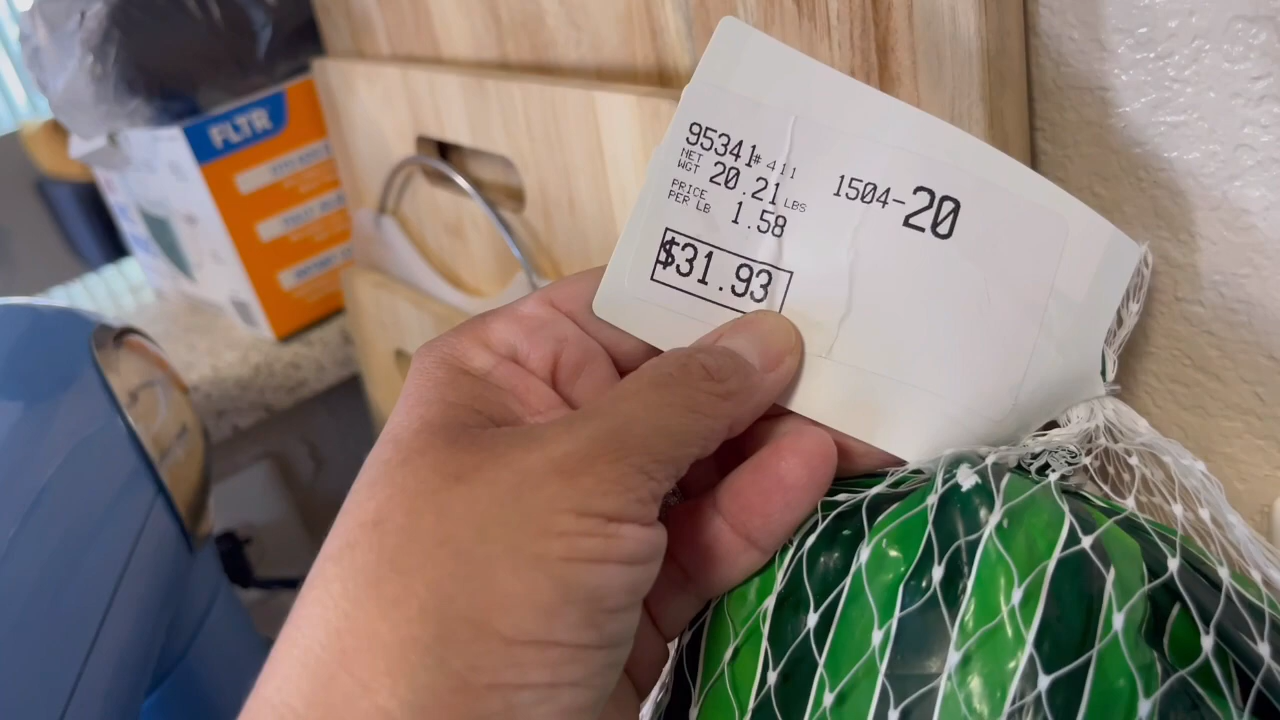 FLTR
95341# 411
NET
WGT 20.21 LBS
PRICE
PER LB 1.58
$31.93
1504-20